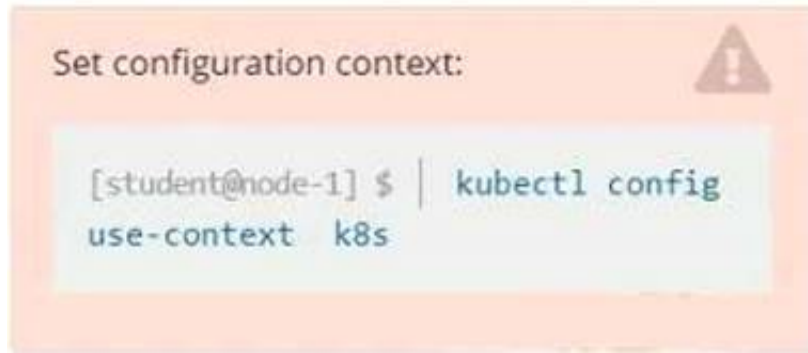 Set configuration context:
[student@node-1] $ | kubectl config
use-context k8s